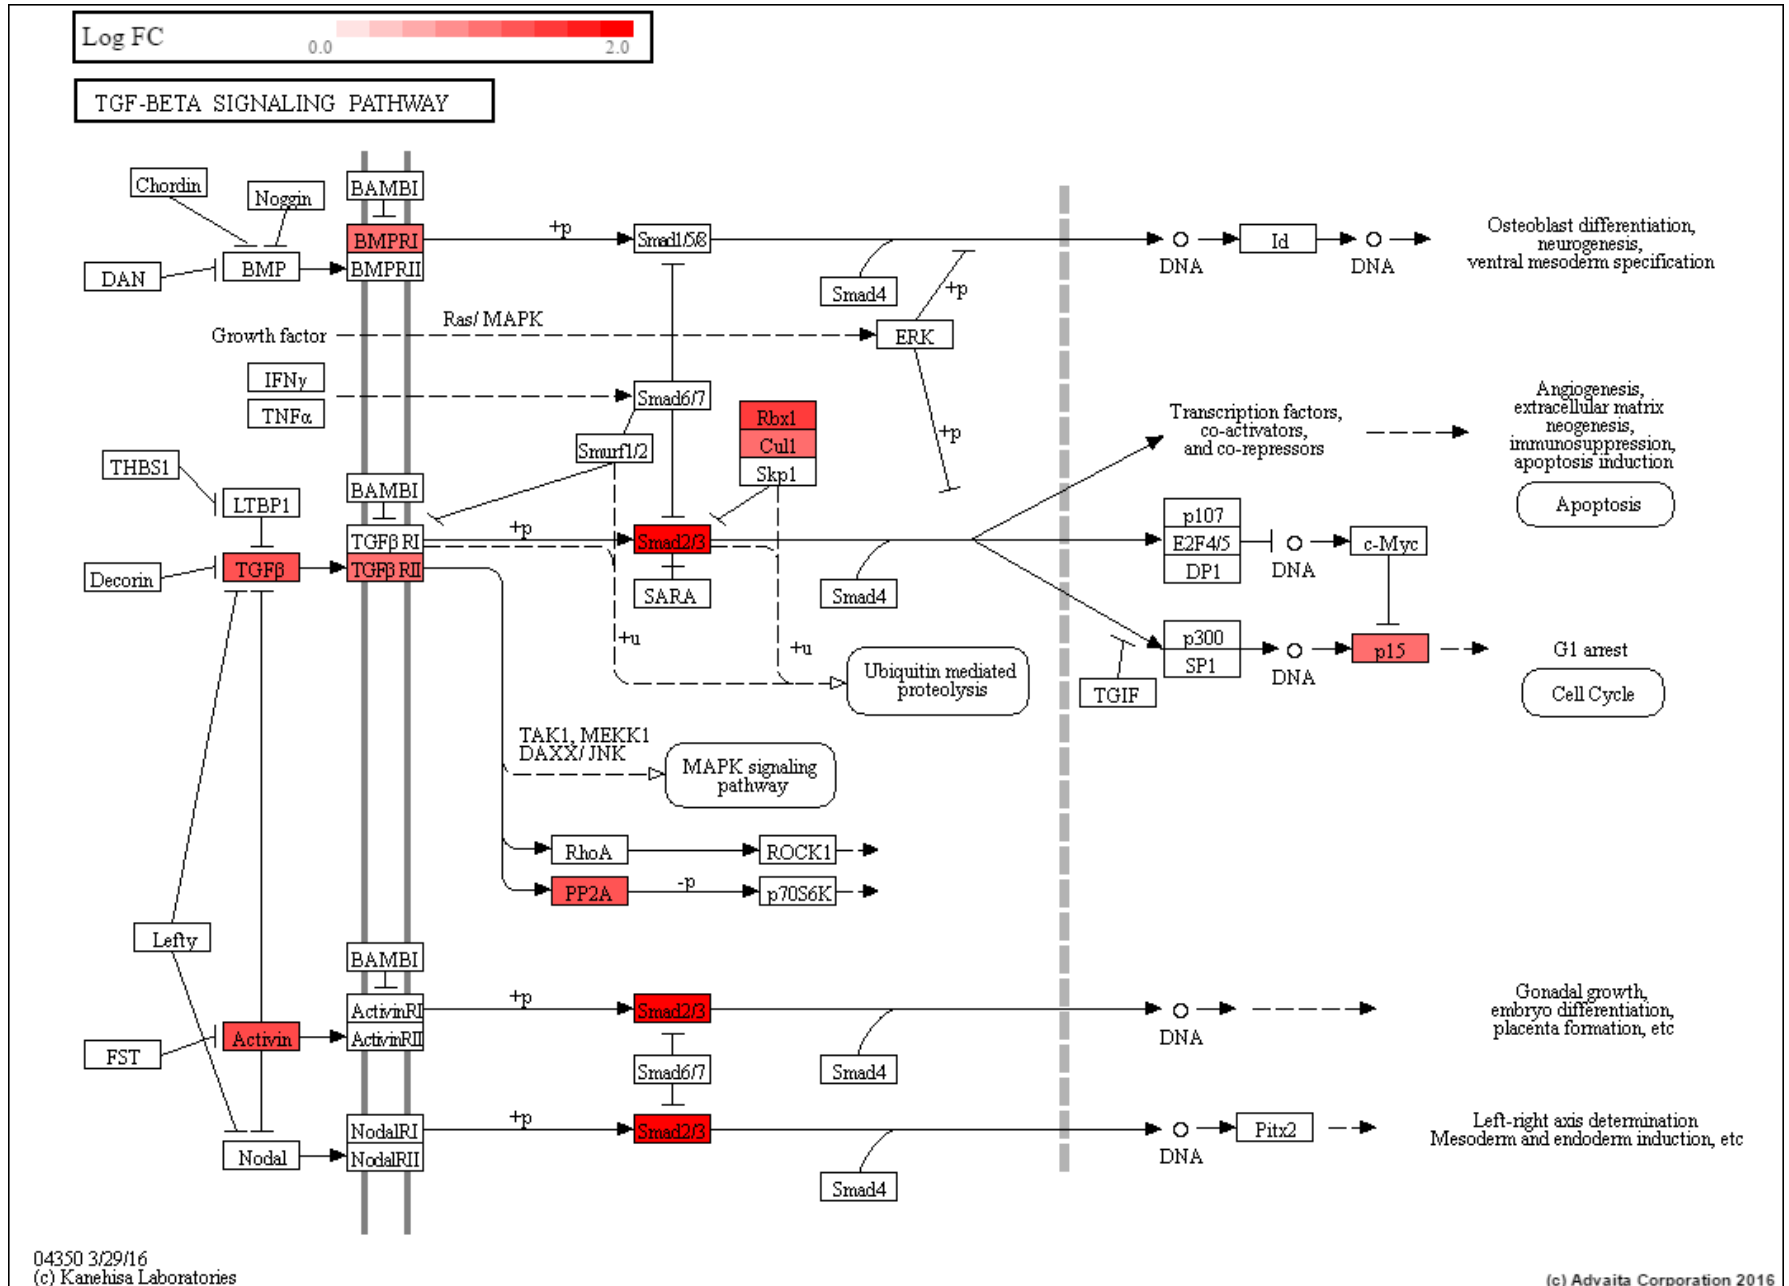 Log FC
0.0
2.0
TGF-BETA SIGNALING PATHWAY
Chordin
Noggin
BAMBI
BMPRI
+p
Smad1/5/8
Id
Osteoblast differentiation,
neurogenesis,
ventral mesoderm specification
DAN
BMP
BMPRII
DNA
DNA
Smad4
+p
Growth factor
Ras/ MAPK
ERK
IFNγ
TNFα
Smad6/7
Rbx1
Cul1
Skp1
Smurf1/2
+p
Transcription factors,
co-activators,
and co-repressors
Angiogenesis,
extracellular matrix
neogenesis,
immunosuppression,
apoptosis induction
Apoptosis
THBS1
LTBP1
BAMBI
TGFβ RI
+p
Smad2/3
p107
E2F4/5
DP1
DNA
c-Myc
Decorin
TGFβ
TGFβ RII
SARA
Smad4
+u
+u
Ubiquitin mediated
proteolysis
p300
SP1
DNA
p15
G1 arrest
TGIF
Cell Cycle
TAK1, MEKK1
DAXX/ JNK
MAPK signaling
pathway
RhoA
ROCK1
PP2A
-p
p70S6K
Lefty
BAMBI
ActivinRI
+p
Smad2/3
DNA
Gonadal growth,
embryo differentiation,
placenta formation, etc
FST
Activin
ActivinRII
Smad6/7
Smad4
NodalRI
+p
Smad2/3
DNA
Pitx2
Left-right axis determination
Mesoderm and endoderm induction, etc
Nodal
NodalRII
Smad4
04350 3/29/16
(c) Kanehisa Laboratories
(c) Advaita Corporation 2016